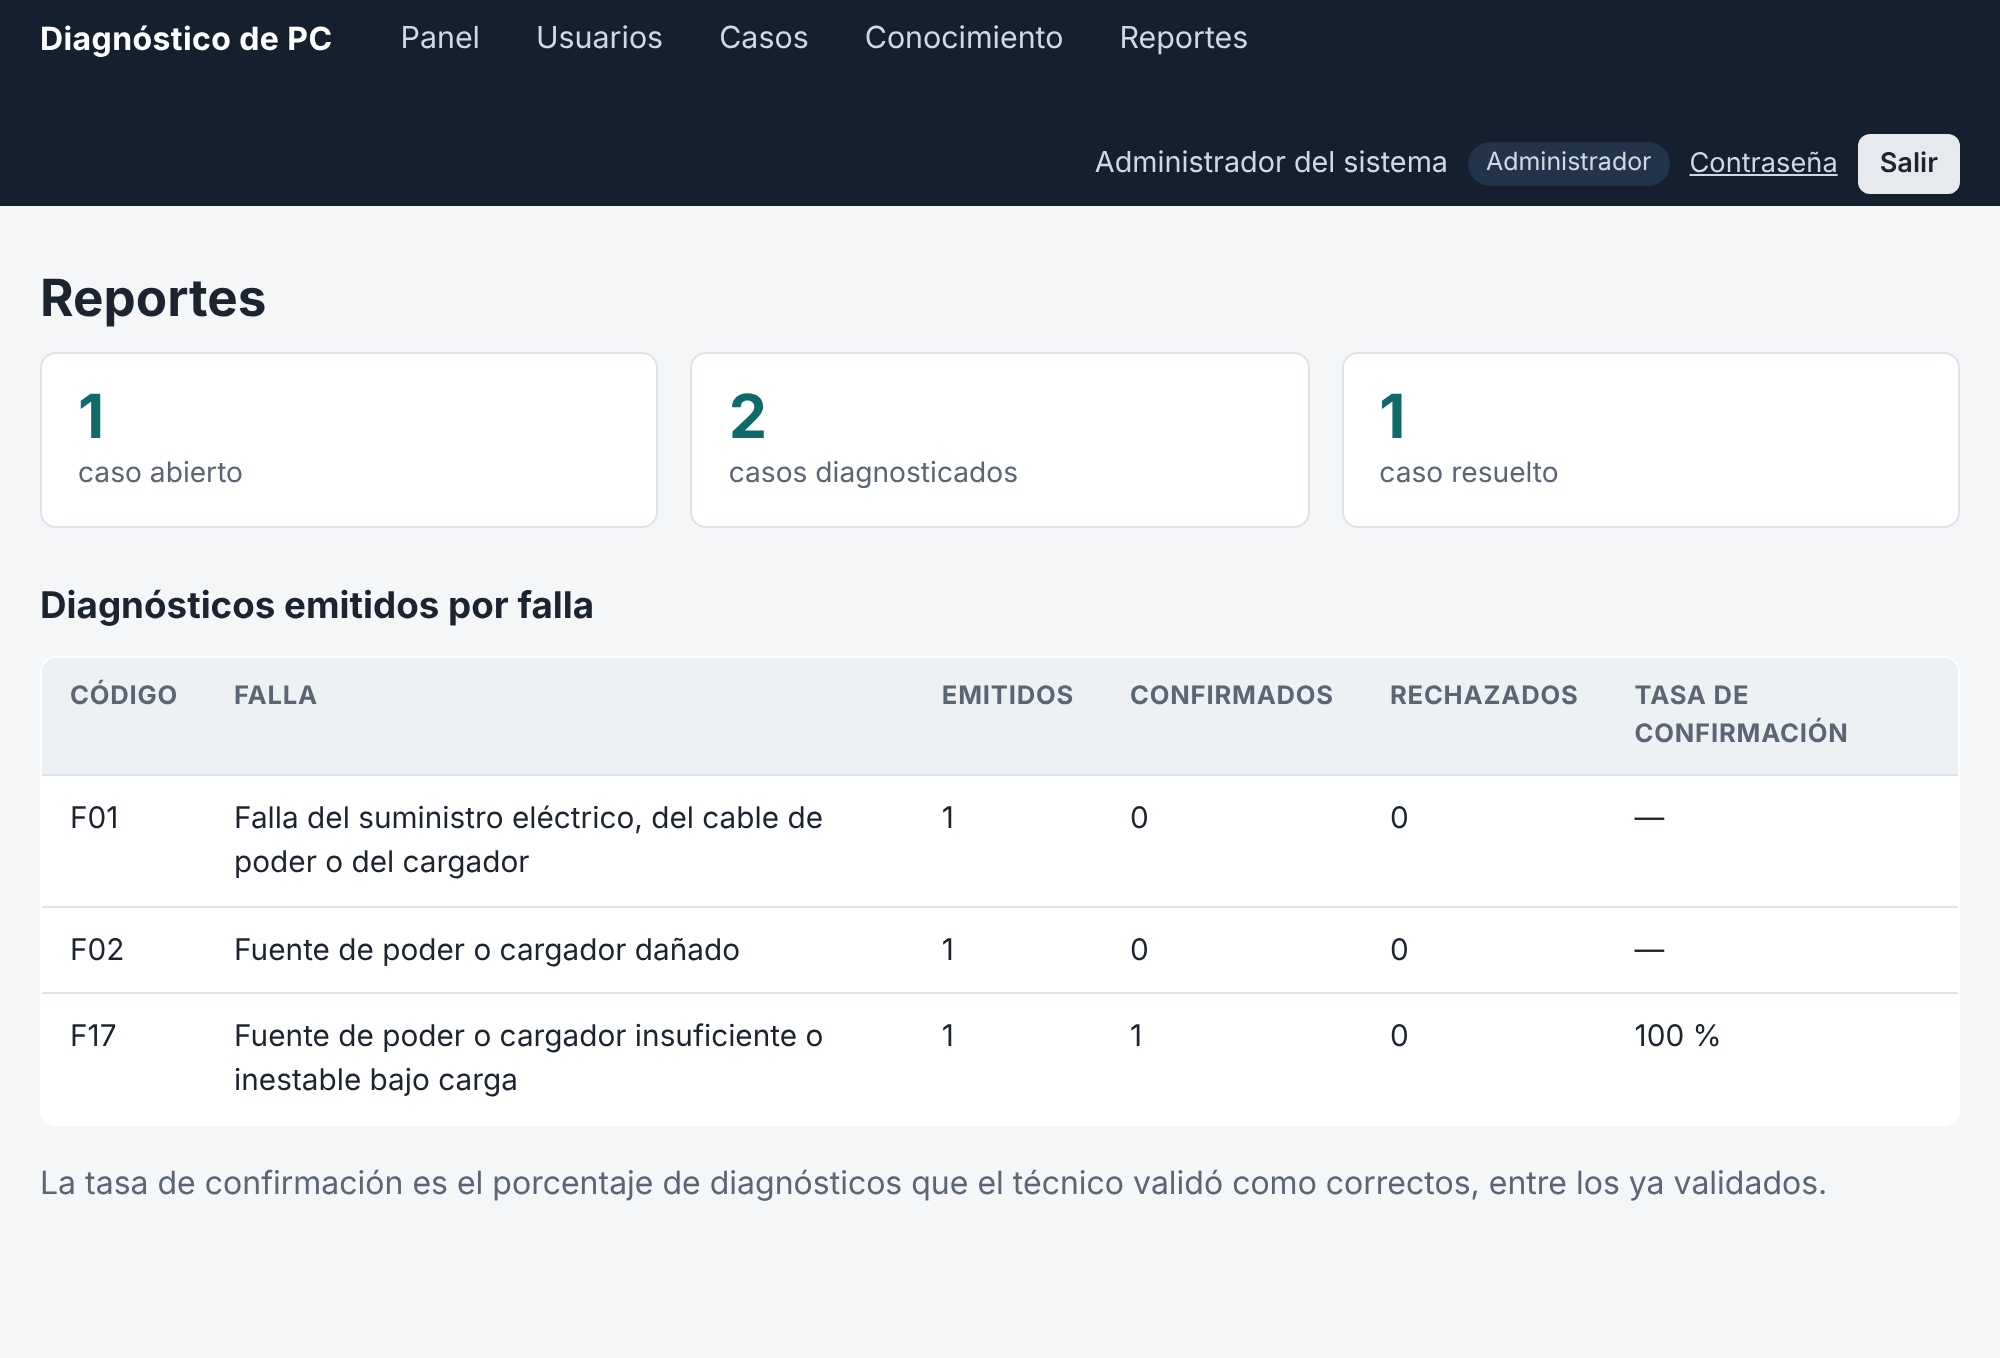 Diagnóstico de PC Panel Usuarios Casos Conocimiento Reportes
Administrador del sistema Administrador Contraseña Salir
Reportes
1
caso abierto
2
casos diagnosticados
1
caso resuelto
Diagnósticos emitidos por falla
CÓDIGO FALLA EMITIDOS CONFIRMADOS RECHAZADOS TASA DE
CONFIRMACIÓN
F01 Falla del suministro eléctrico, del cable de 1 0 0 —
poder o del cargador
F02 Fuente de poder o cargador dañado 1 0 0 —
F17 Fuente de poder o cargador insuficiente o 1 1 0 100 %
inestable bajo carga
La tasa de confirmación es el porcentaje de diagnósticos que el técnico validó como correctos, entre los ya validados.